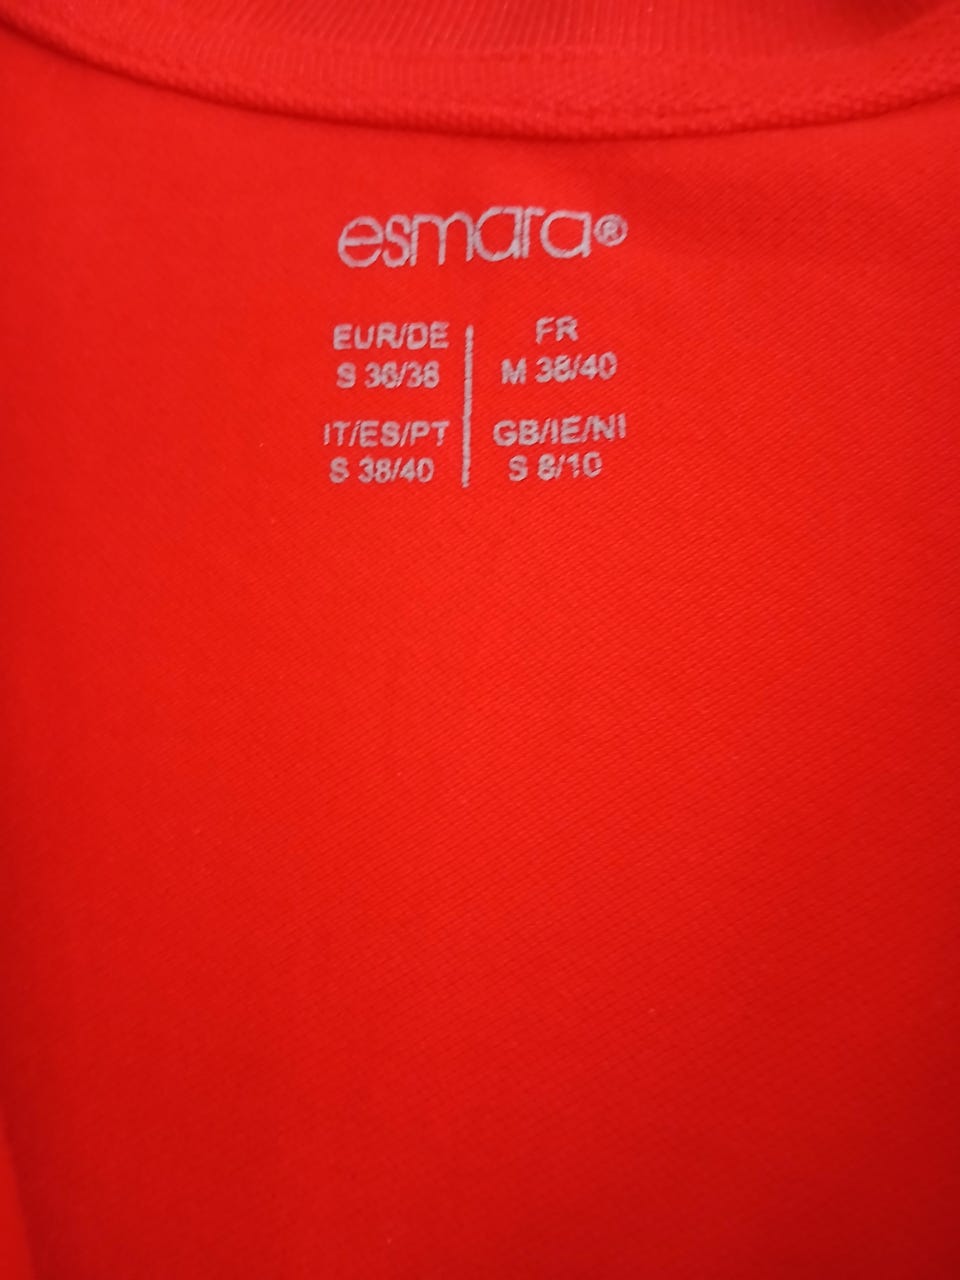 esmara®
EUR/DE
S 36/38
FR
M 38/40
IT/ES/PT
S 38/40
GB/IE/NI
S 8/10